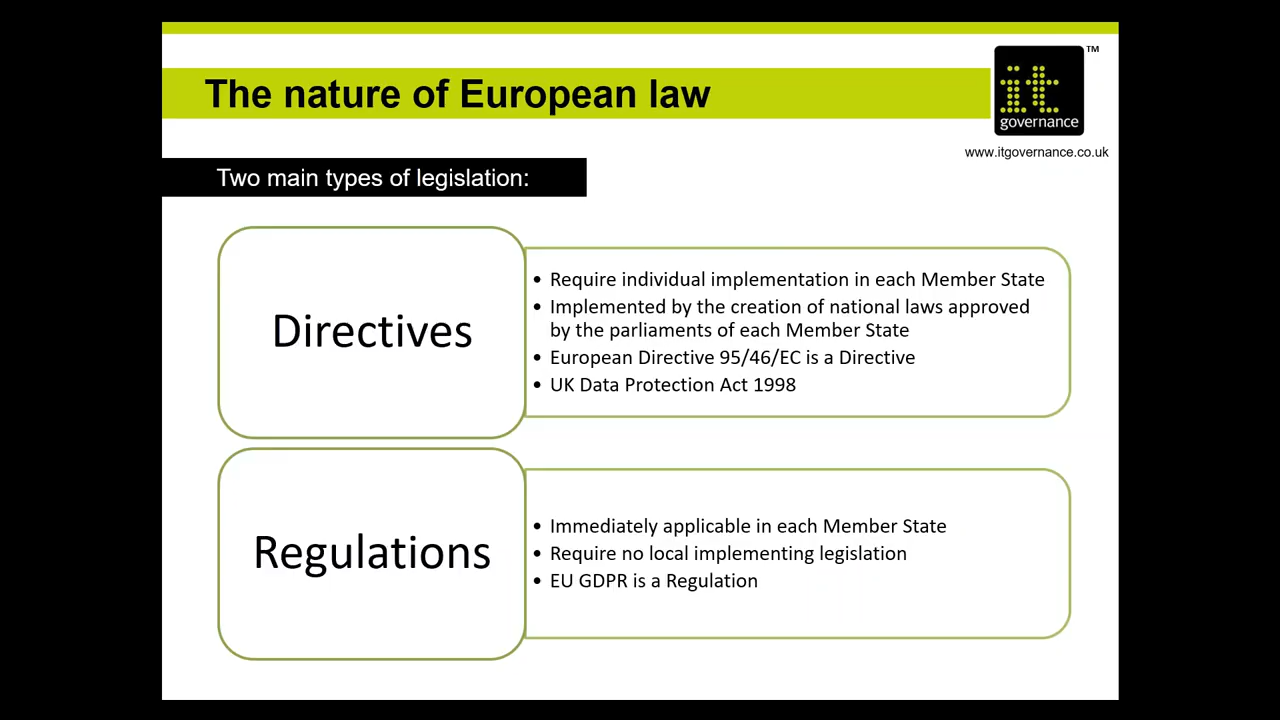 The nature of European law
it
governance
TM
www.itgovernance.co.uk
Two main types of legislation:
Directives
• Require individual implementation in each Member State
• Implemented by the creation of national laws approved
by the parliaments of each Member State
• European Directive 95/46/EC is a Directive
• UK Data Protection Act 1998
Regulations
• Immediately applicable in each Member State
• Require no local implementing legislation
• EU GDPR is a Regulation